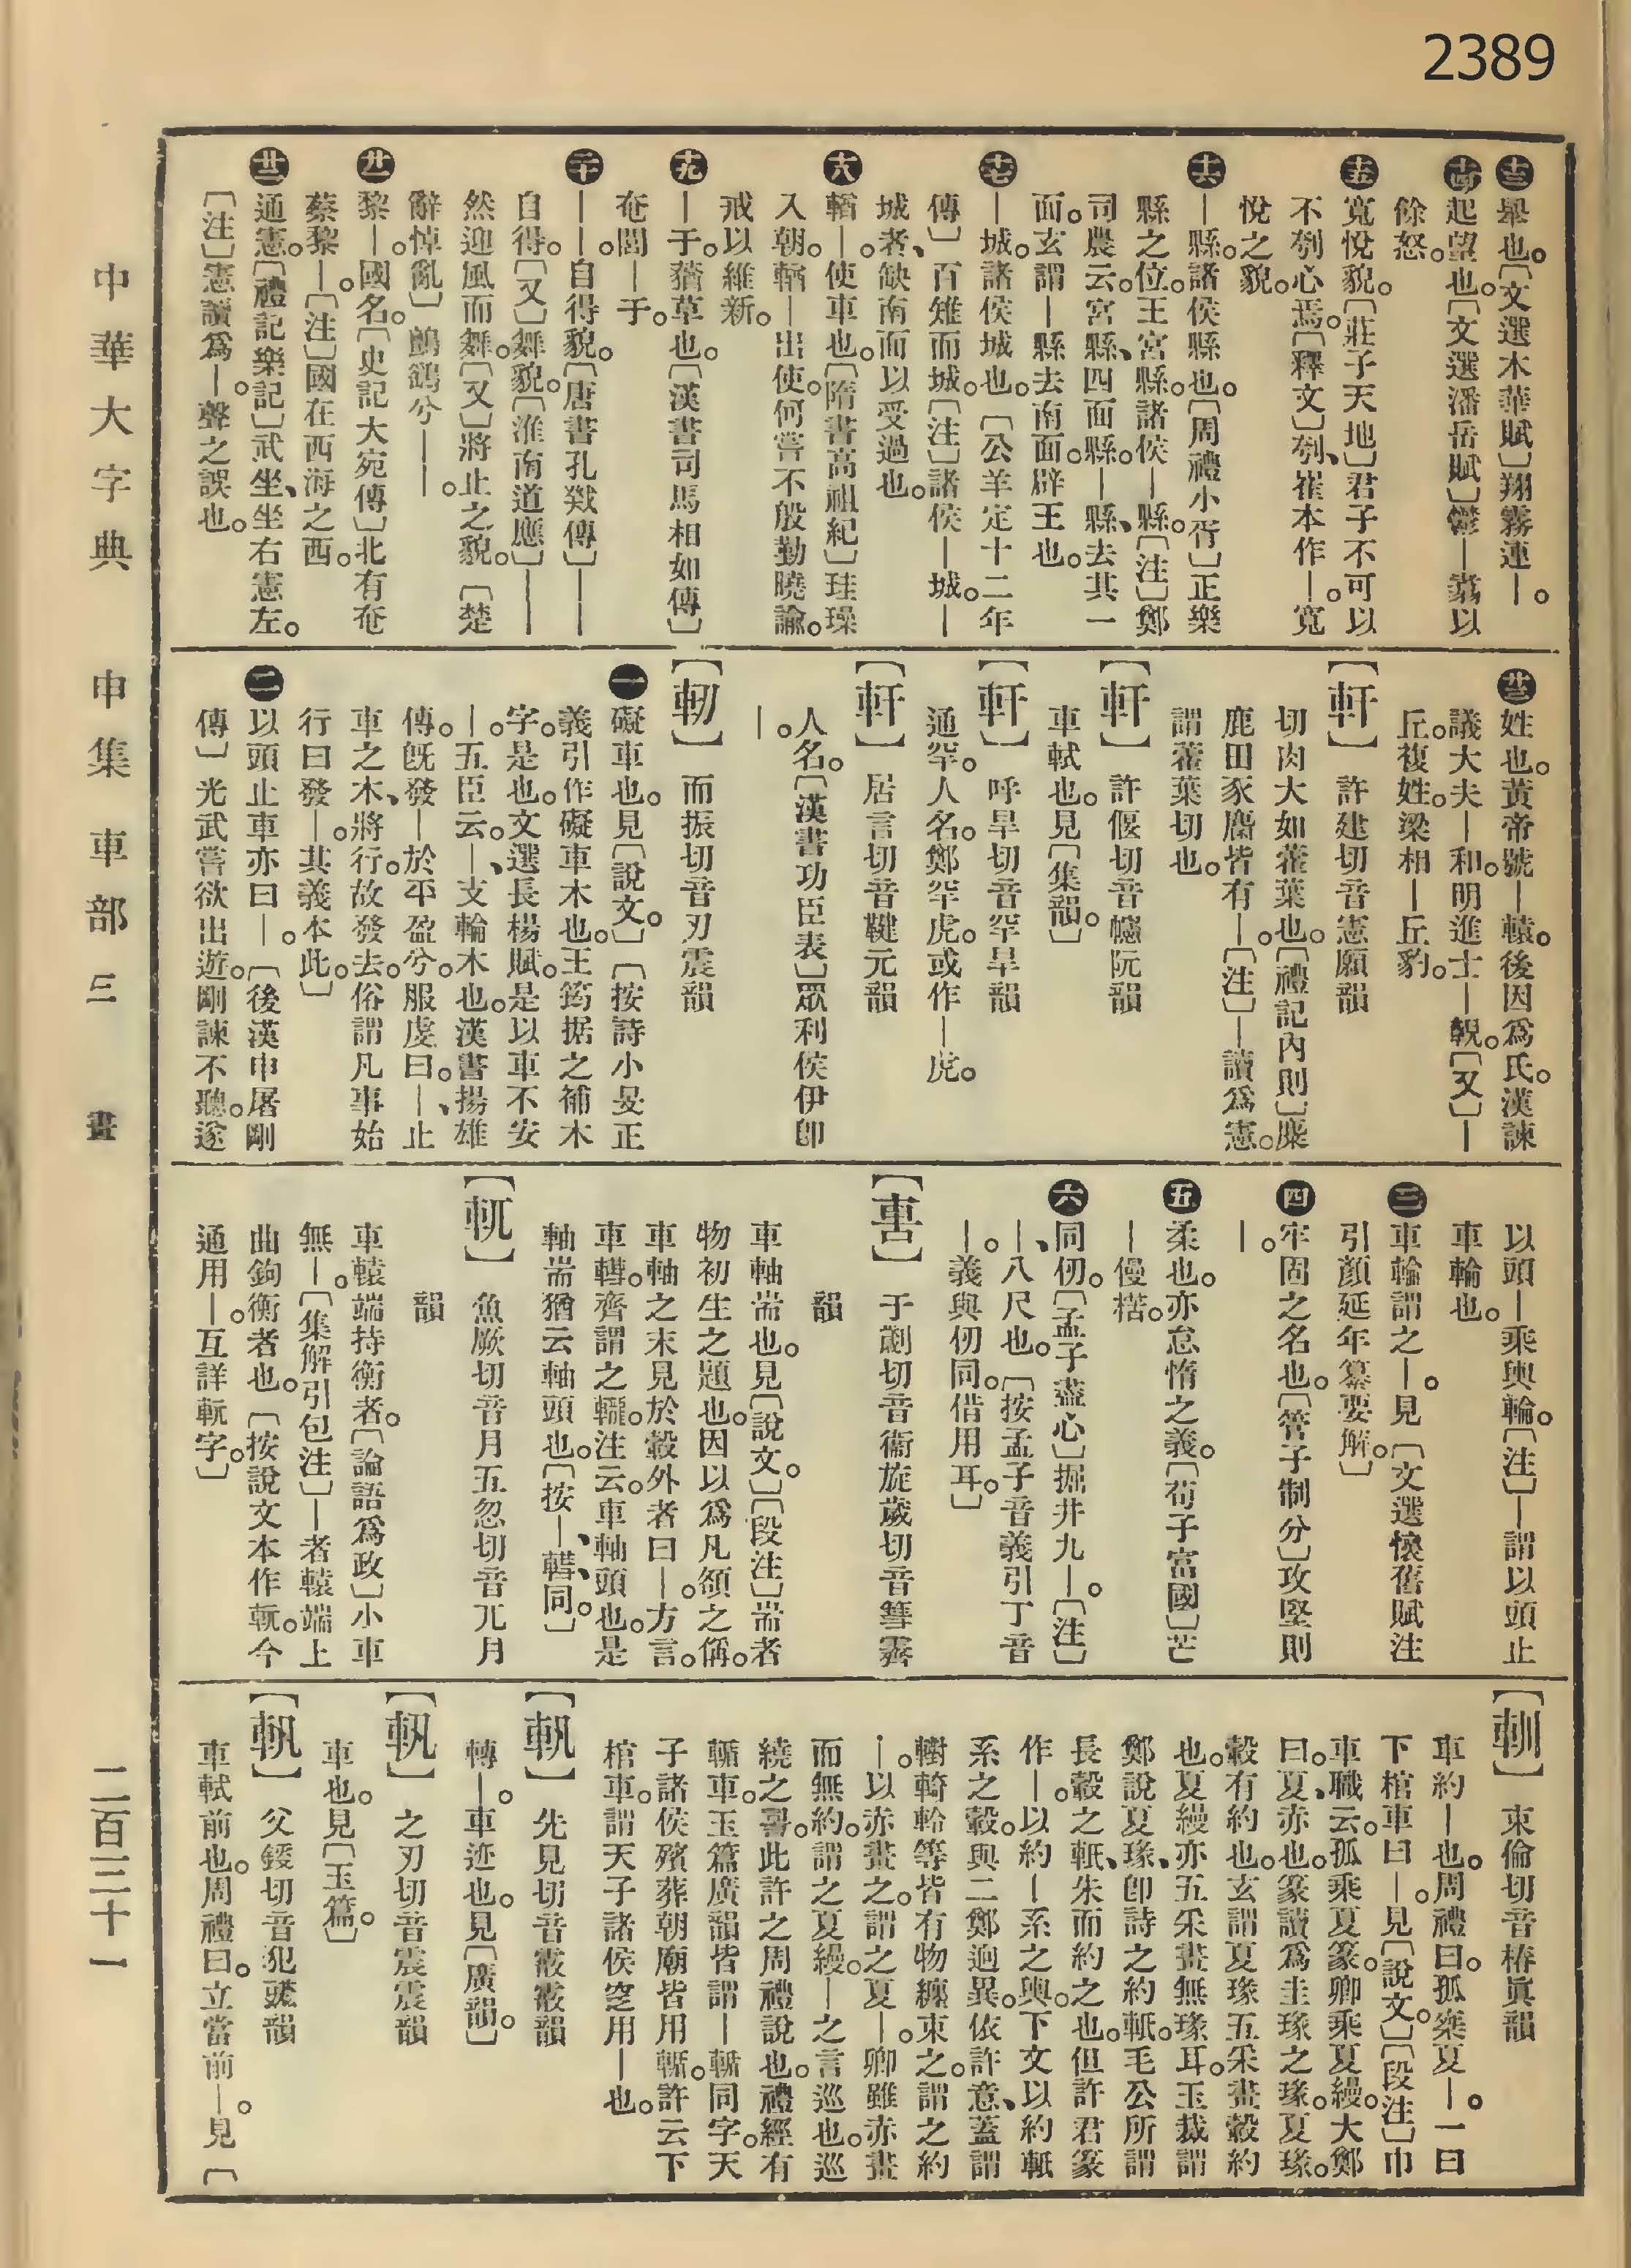 2389
十三 舉也。〔文選木華賦〕翔霧連—。
十四 起望也。〔文選潘岳賦〕鬱—翥以
餘怒。
十五 寬悅貌。〔莊子天地〕君子不可以
不刳心焉。〔釋文〕刳、崔本作—。寬
悅之貌。
十六 —縣。諸侯縣也。〔周禮小胥〕正樂
縣之位。王宮縣。諸侯—縣。〔注〕鄭
司農云。宮縣、四面縣。—縣、去其一
面。玄謂—縣去南面。辟王也。
十七 —城。諸侯城也。〔公羊定十二年
傳〕百雉而城。〔注〕諸侯—城。—
城者、缺南面以受過也。
十八 輶—。使車也。〔隋書高祖紀〕珪璪
入朝。輶—出使。何嘗不殷勤曉諭。
戒以維新。
十九 —于。蕕草也。〔漢書司馬相如傳〕
奄閭—于。
二十 ——。自得貌。〔唐書孔戣傳〕——
自得。〔又〕舞貌。〔淮南道應〕——
然迎風而舞。〔又〕將止之貌。〔楚
辭悼亂〕鶬鶴兮——。
廿一 黎—。國名。〔史記大宛傳〕北有奄
蔡黎—。〔注〕國在西海之西。
廿二 通憲。〔禮記樂記〕武坐、坐右憲左。
〔注〕憲讀爲—。聲之誤也。
廿三 姓也。黃帝號—轅。後因爲氏。漢諫
議大夫—和。明進士—輗。〔又〕—
丘。複姓。梁相—丘豹。
〔軒〕 許建切音憲願韻
切肉大如藿葉也。〔禮記內則〕麋
鹿田豕麕皆有—。〔注〕—讀爲憲。
謂藿葉切也。
〔軒〕 許偃切音幰阮韻
車軾也。見〔集韻。〕
〔軒〕 呼旱切音罕旱韻
通罕。人名。鄭罕虎。或作—虎。
〔軒〕 居言切音鞬元韻
人名。〔漢書功臣表〕眾利侯伊卽
—。
〔軔〕 而振切音刃震韻
一 礙車也。見〔說文。〕〔按詩小旻正
義引作礙車木也。王筠據之補木
字。是也。文選長楊賦。是以車不安
—。五臣云。—、支輪木也。漢書揚雄
傳。旣發—於平盈兮。服虔曰。—、止
車之木、將行。故發去。俗謂凡事始
行曰發—。其義本此。〕
二 以頭止車亦曰—。〔後漢申屠剛
傳〕光武嘗欲出遊。剛諫不聽。遂
以頭—乘輿輪。〔注〕—謂以頭止
車輪也。
三 車輪謂之—。見〔文選懷舊賦注
引顏延年纂要解。〕
四 牢固之名也。〔管子制分〕攻堅則
—。
五 柔也。亦怠惰之義。〔荀子富國〕芒
—僈楛。
六 同仞。〔孟子盡心〕掘井九—。〔注〕
—、八尺也。〔按孟子音義引丁音
—。義與仞同。借用耳。〕
〔軎〕 于劌切音衞旋歲切音篲霽
韻
車軸耑也。見〔說文。〕〔段注〕耑者
物初生之題也。因以爲凡額之偁。
車軸之末見於轂外者曰—。方言。
車轊。齊謂之轆。注云。車軸頭也。是
軸耑猶云軸頭也。〔按—、轊、同。〕
〔軏〕 魚厥切音月五忽切音兀月
韻
車轅端持衡者。〔論語爲政〕小車
無—。〔集解引包注〕—者轅端上
曲鉤衡者也。〔按說文本作軏。今
通用—。互詳軏字。〕
〔軐〕 朿倫切音椿眞韻
車約—也。周禮曰。孤乘夏—。一曰
下棺車曰—。見〔說文。〕〔段注〕巾
車職云。孤乘夏篆。卿乘夏縵。大鄭
曰。夏、赤也。篆讀爲圭瑑之瑑。夏瑑。
轂有約也。玄謂夏瑑五采畫轂約
也。夏縵亦五采畫無瑑耳。玉裁謂
鄭說夏瑑、卽詩之約軝。毛公所謂
長轂之軝、朱而約之也。但許君篆
作—。以約—系之輿。下文以約軝
系之轂。與二鄭迥異。依許意、蓋謂
轛輢軨等皆有物纏束之。謂之約
—。以赤畫之。謂之夏—。卿雖亦畫
而無約。謂之夏縵。—之言巡也。巡
繞之畧。此許之周禮說也。禮經有
輴車。玉篇廣韻皆謂—輴同字。天
子諸侯殯葬朝廟皆用輴。許云下
棺車。謂天子諸侯窆用—也。
〔軓〕 先見切音霰霰韻
轉—。車迹也。見〔廣韻。〕
〔軓〕 之刃切音震震韻
車也。見〔玉篇。〕
〔軓〕 父錽切音犯豏韻
車軾前也。周禮曰。立當前—。見〔
中華大字典　申集　車部　三　畫　二百三十一